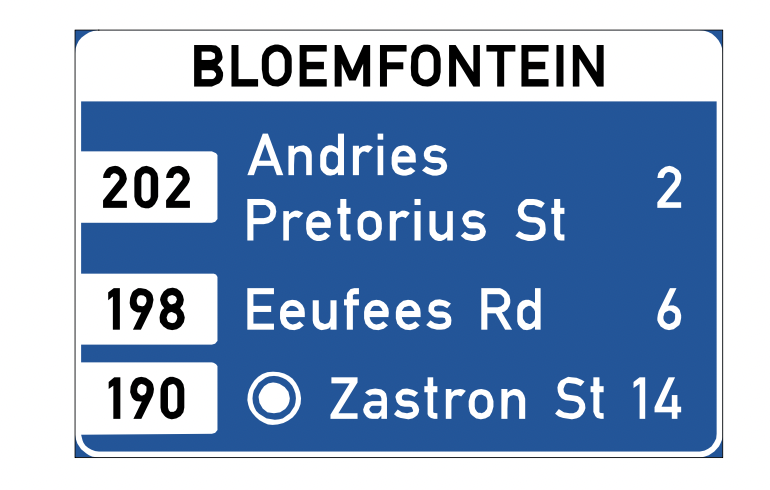 BLOEMFONTEIN
202 Andries
Pretorius St 2
198 Eeufees Rd 6
190 Zastron St 14